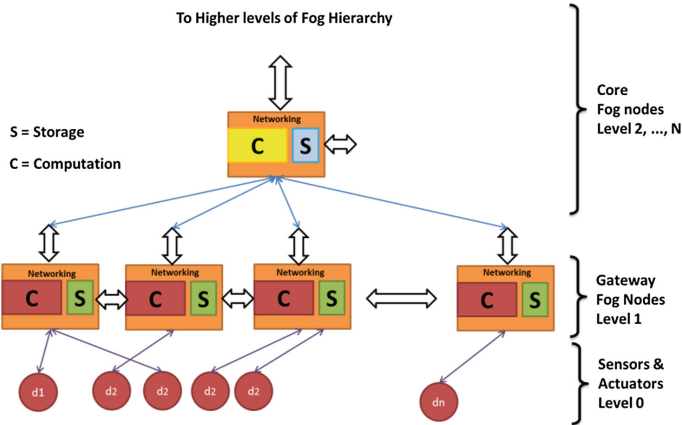 To Higher levels of Fog Hierarchy
Core
Fog nodes
Level 2, ..., N
Networking
C S
S = Storage
C = Computation
Networking
C S
Networking
C S
Networking
C S
Networking
C S
Gateway
Fog Nodes
Level 1
Sensors &
Actuators
Level 0
d1
d2
d2
d2
d2
dn